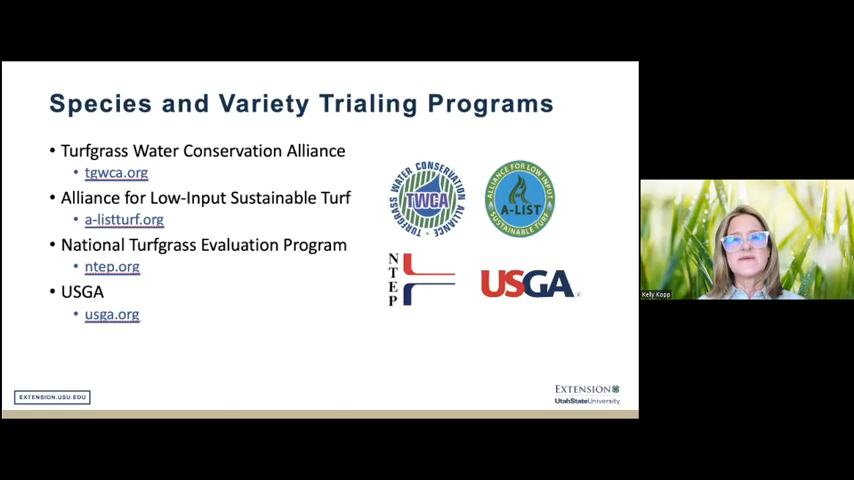 Species and Variety Trialing Programs
• Turfgrass Water Conservation Alliance
• tgwca.org
• Alliance for Low-Input Sustainable Turf
• a-listturf.org
• National Turfgrass Evaluation Program
• ntep.org
• USGA
• usga.org
TURFGRASS WATER CONSERVATION ALLIANCE
TWCA
ALLIANCE FOR LOW INPUT
A-LIST
SUSTAINABLE TURF
NTEP
USGA
Kelly Kopp
EXTENSION.USU.EDU
EXTENSION
UtahStateUniversity